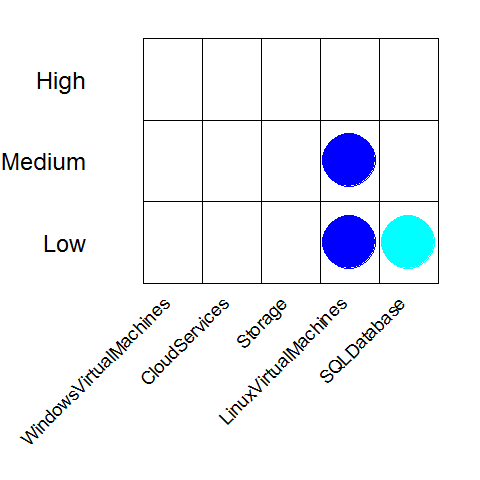 High
Medium
Low
WindowsVirtualMachines
CloudServices
Storage
LinuxVirtualMachines
SQLDatabase